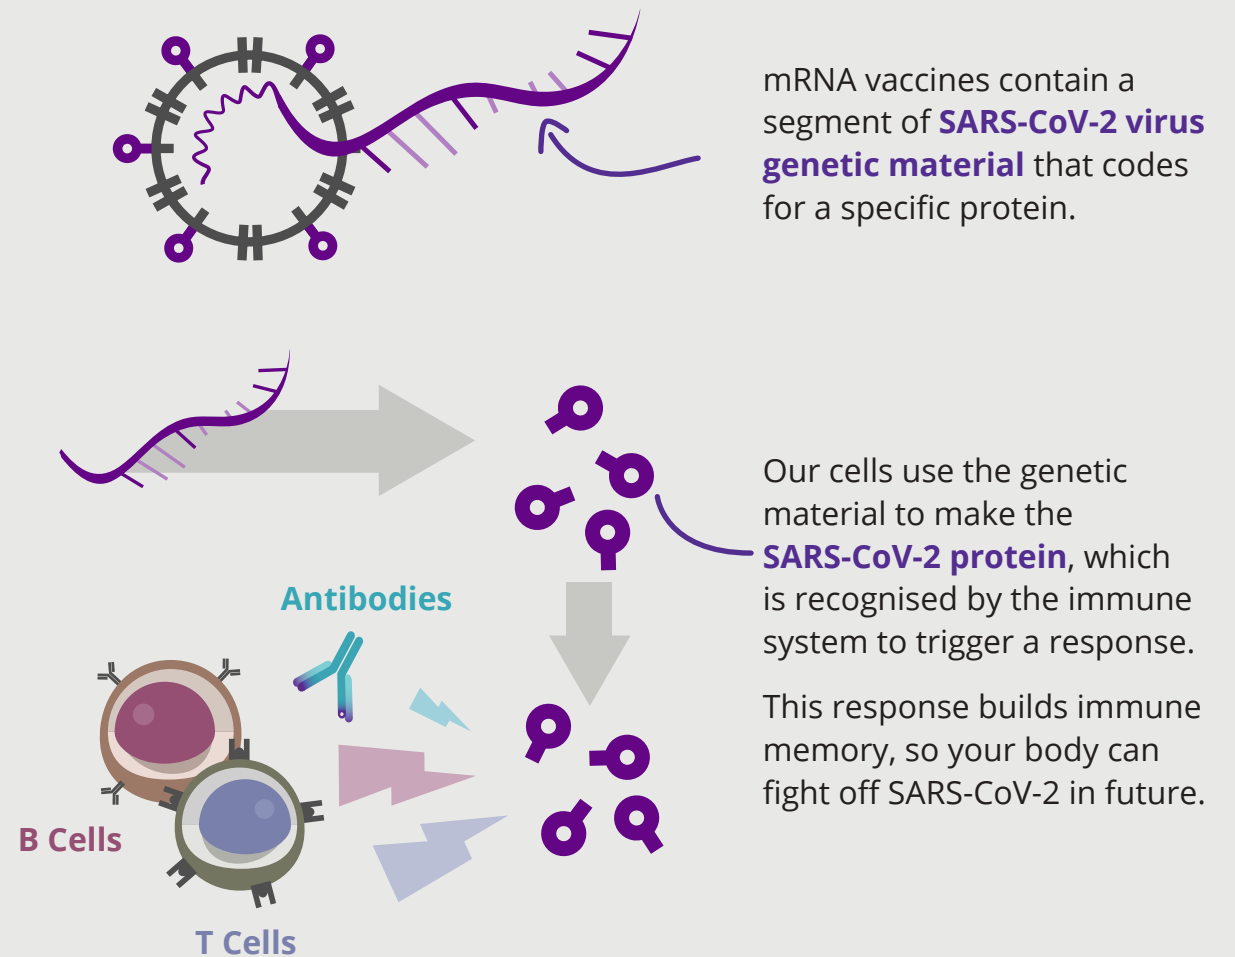 mRNA vaccines contain a
segment of SARS-CoV-2 virus
genetic material that codes
for a specific protein.
Our cells use the genetic
material to make the
SARS-CoV-2 protein, which
is recognised by the immune
system to trigger a response.
This response builds immune
memory, so your body can
fight off SARS-CoV-2 in future.
Antibodies
B Cells
T Cells